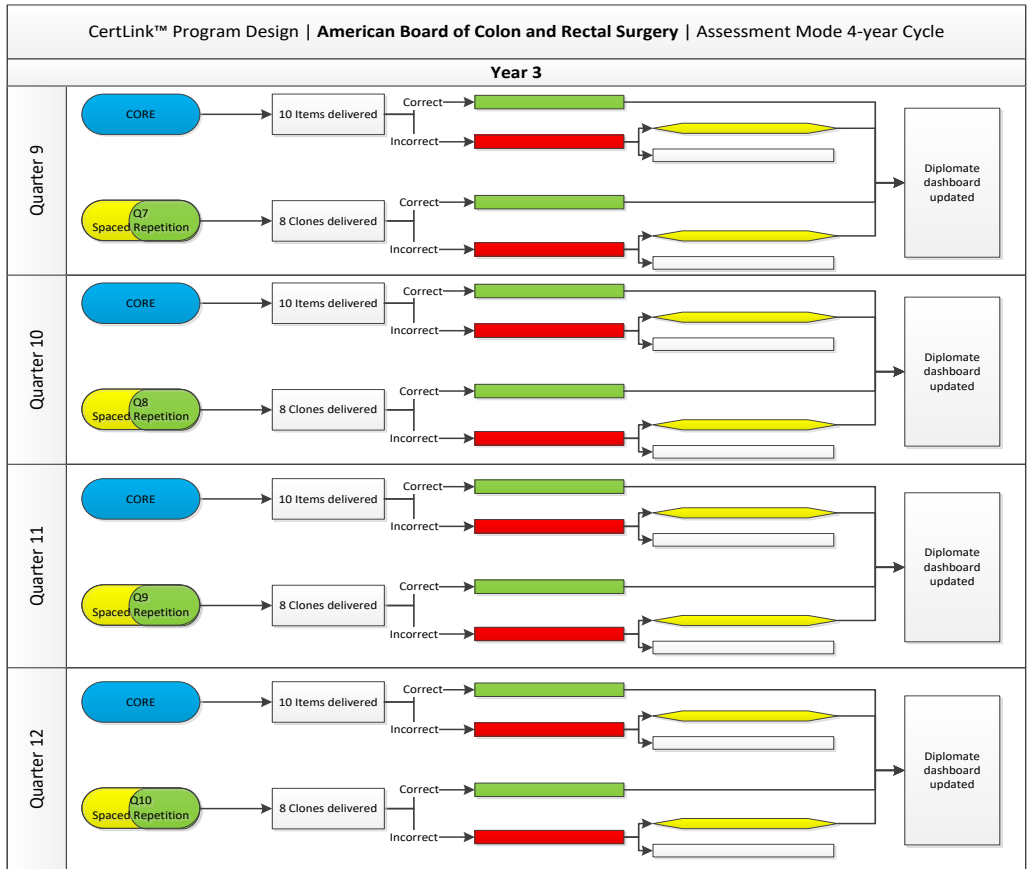 CertLink™ Program Design | American Board of Colon and Rectal Surgery | Assessment Mode 4-year Cycle
Year 3
Quarter 9
CORE
10 Items delivered
Correct
Incorrect
Q7
Spaced Repetition
8 Clones delivered
Correct
Incorrect
Diplomate
dashboard
updated
Quarter 10
CORE
10 Items delivered
Correct
Incorrect
Q8
Spaced Repetition
8 Clones delivered
Correct
Incorrect
Diplomate
dashboard
updated
Quarter 11
CORE
10 Items delivered
Correct
Incorrect
Q9
Spaced Repetition
8 Clones delivered
Correct
Incorrect
Diplomate
dashboard
updated
Quarter 12
CORE
10 Items delivered
Correct
Incorrect
Q10
Spaced Repetition
8 Clones delivered
Correct
Incorrect
Diplomate
dashboard
updated